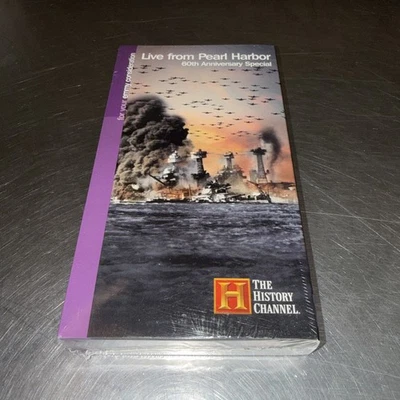 for your emmy consideration
Live from Pearl Harbor
60th Anniversary Special
H
THE
HISTORY
CHANNEL.